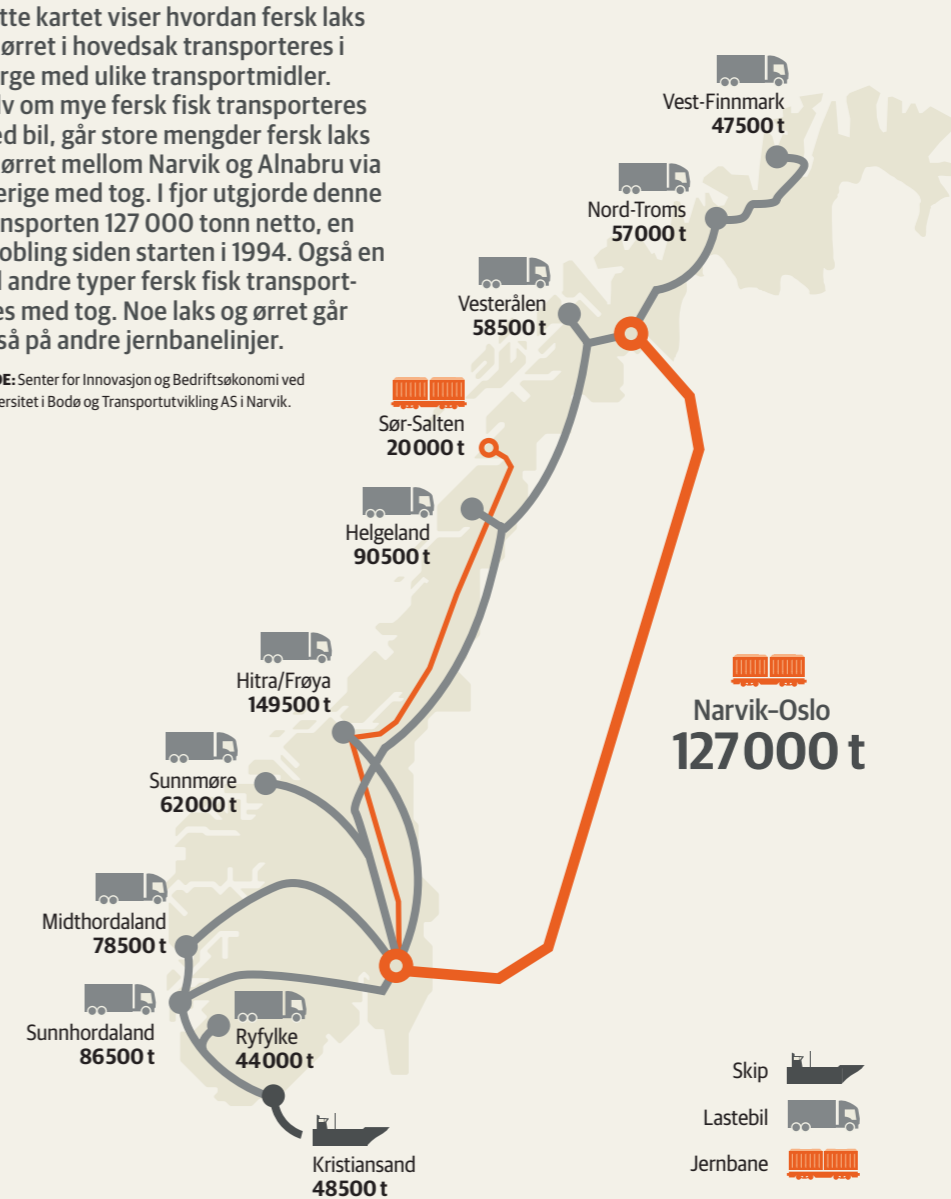 tte kartet viser hvordan fersk laks
ørret i hovedsak transporteres i
rge med ulike transportmidler.
lv om mye fersk fisk transporteres
ed bil, går store mengder fersk laks
ørret mellom Narvik og Alnabru via
erige med tog. I fjor utgjorde denne
nsporten 127 000 tonn netto, en
obling siden starten i 1994. Også en
l andre typer fersk fisk transport-
es med tog. Noe laks og ørret går
så på andre jernbanelinjer.
DE: Senter for Innovasjon og Bedriftsøkonomi ved
ersitet i Bodø og Transportutvikling AS i Narvik.
Vest-Finnmark
47500 t
Nord-Troms
57000 t
Vesterålen
58500 t
Sør-Salten
20000 t
Helgeland
90500 t
Hitra/Frøya
149500 t
Narvik–Oslo
127000 t
Sunnmøre
62000 t
Midthordaland
78500 t
Sunnhordaland
86500 t
Ryfylke
44000 t
Kristiansand
48500 t
Skip
Lastebil
Jernbane